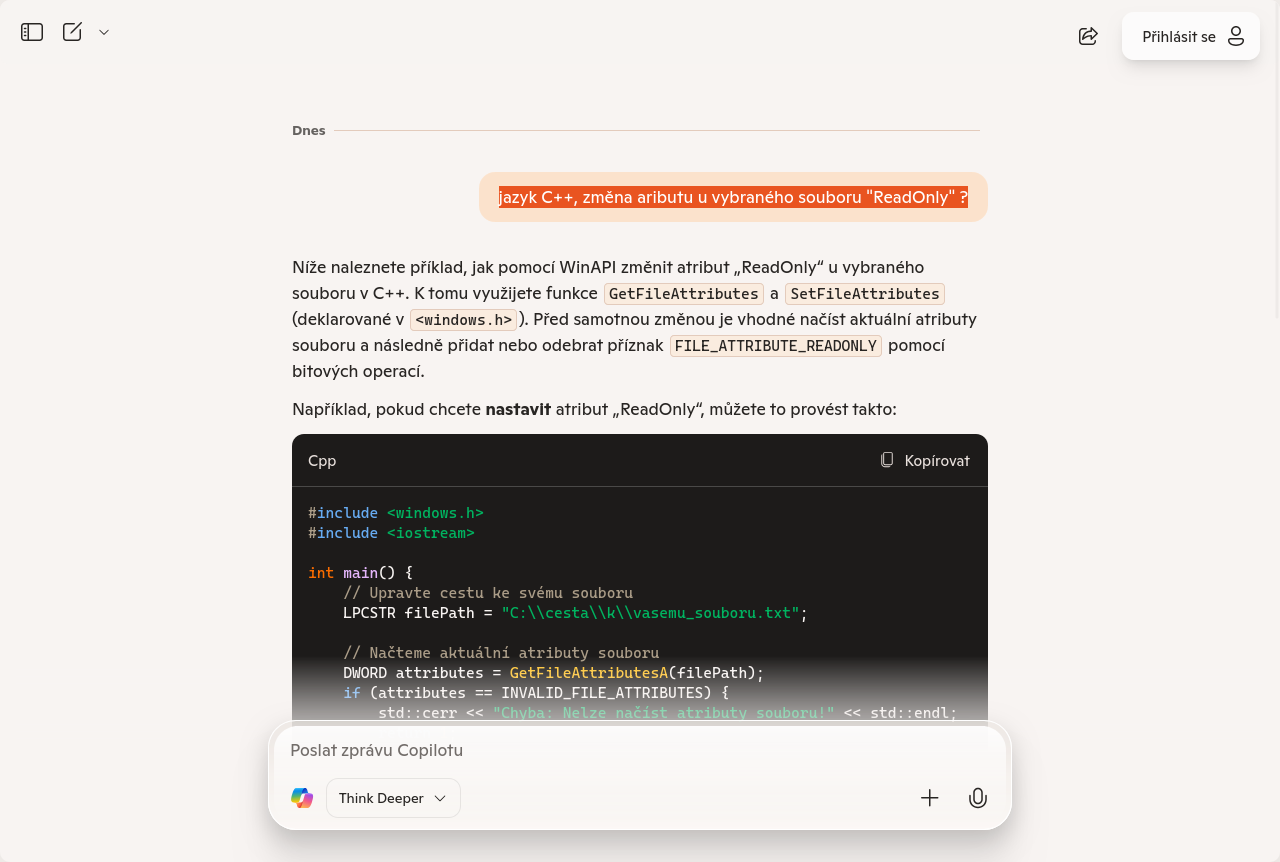 Přihlásit se
Dnes
jazyk C++, změna aributu u vybraného souboru "ReadOnly" ?
Níže naleznete příklad, jak pomocí WinAPI změnit atribut „ReadOnly“ u vybraného
souboru v C++. K tomu využijete funkce GetFileAttributes a SetFileAttributes
(deklarované v <windows.h>). Před samotnou změnou je vhodné načíst aktuální atributy
souboru a následně přidat nebo odebrat příznak FILE_ATTRIBUTE_READONLY pomocí
bitových operací.
Například, pokud chcete nastavit atribut „ReadOnly“, můžete to provést takto:
Cpp
Kopírovat
#include <windows.h>
#include <iostream>
int main() {
    // Upravte cestu ke svému souboru
    LPCSTR filePath = "C:\\cesta\\k\\vasemu_souboru.txt";
    // Načteme aktuální atributy souboru
    DWORD attributes = GetFileAttributesA(filePath);
    if (attributes == INVALID_FILE_ATTRIBUTES) {
        std::cerr << "Chyba: Nelze načíst atributy souboru!" << std::endl;
Poslat zprávu Copilotu
Think Deeper